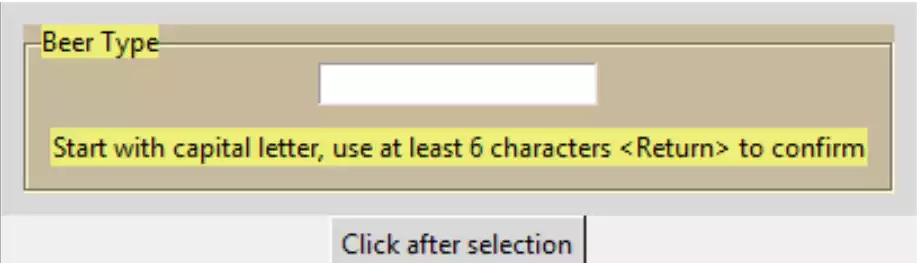 Beer Type
Start with capital letter, use at least 6 characters <Return> to confirm
Click after selection